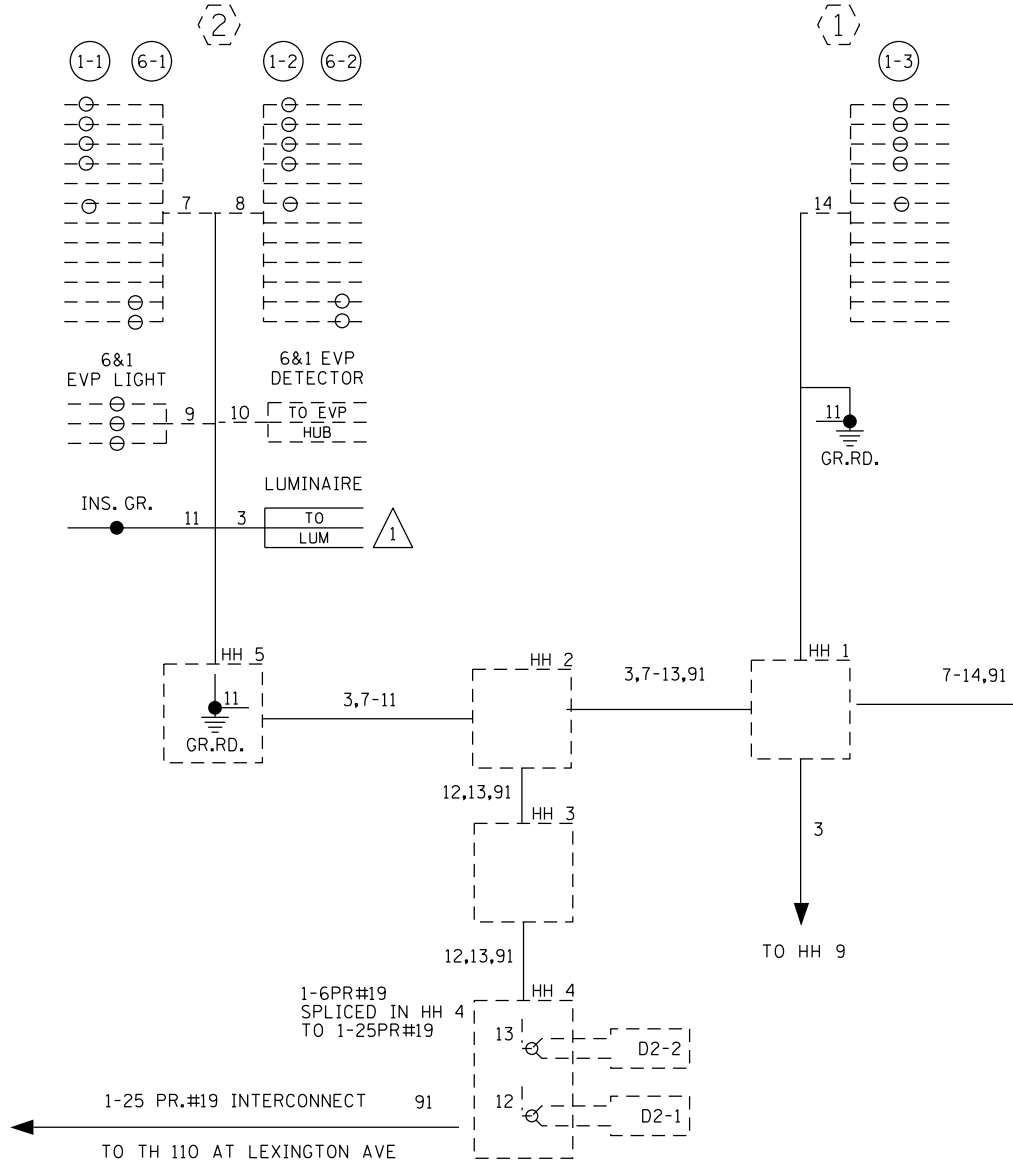 2
1
1-1
6-1
1-2
6-2
1-3
7
8
14
6&1
EVP LIGHT
6&1 EVP
DETECTOR
9
10
TO EVP
HUB
11
GR.RD.
LUMINAIRE
INS. GR.
11
3
TO
LUM
1
HH 5
HH 2
HH 1
11
GR.RD.
3,7-11
3,7-13,91
7-14,91
12,13,91
HH 3
3
12,13,91
TO HH 9
1-6PR#19
SPLICED IN HH 4
TO 1-25PR#19
HH 4
13
D2-2
1-25 PR.#19 INTERCONNECT
91
12
D2-1
TO TH 110 AT LEXINGTON AVE